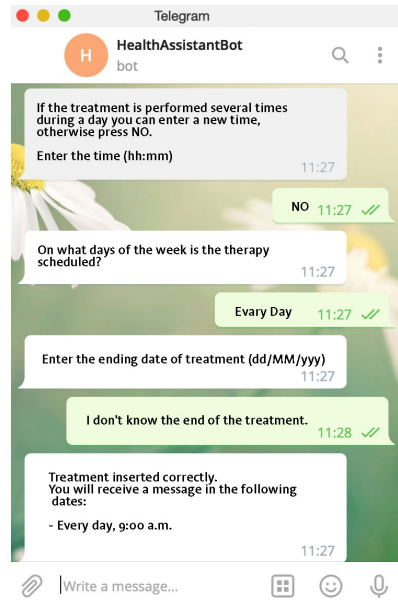 Telegram
H
HealthAssistantBot
bot
If the treatment is performed several times
during a day you can enter a new time,
otherwise press NO.
Enter the time (hh:mm)
11:27
NO 11:27
On what days of the week is the therapy
scheduled?
11:27
Evary Day 11:27
Enter the ending date of treatment (dd/MM/yyy)
11:27
I don't know the end of the treatment.
11:28
Treatment inserted correctly.
You will receive a message in the following
dates:
- Every day, 9:00 a.m.
11:27
Write a message...